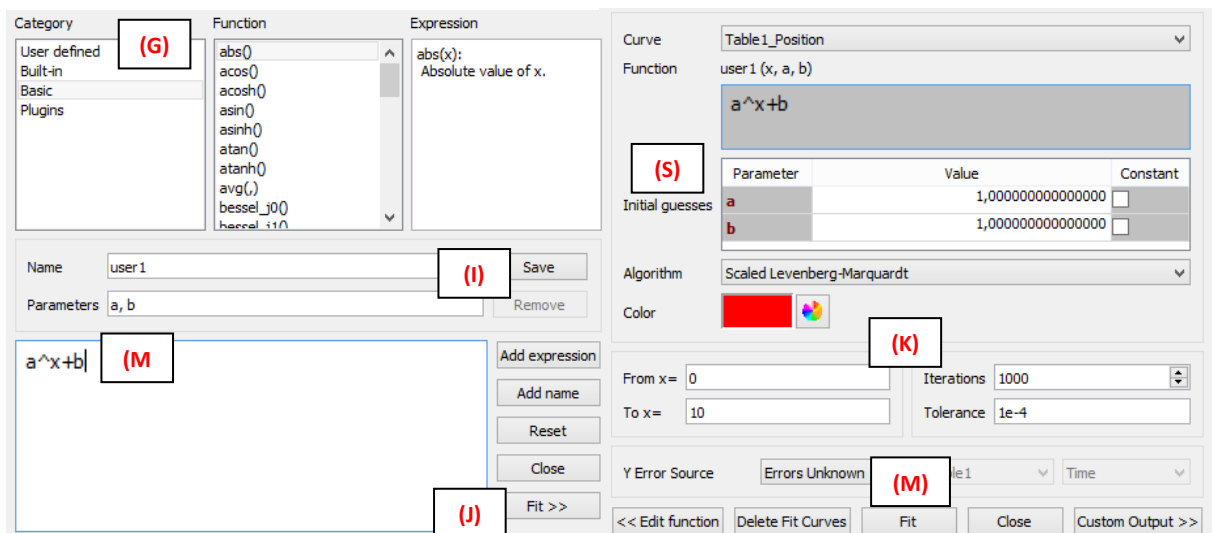 Category
Function
Expression
(G)
User defined
Built-in
Basic
Plugins
abs()
acos()
acosh()
asin()
asinh()
atan()
atanh()
avg(,)
bessel_j0()
bessel_j1()
abs(x):
Absolute value of x.
Name
user1
(I)
Save
Parameters
a, b
Remove
a^x+b
(M
Add expression
Add name
Reset
Close
(J)
Fit >>
Curve
Table1_Position
Function
user1 (x, a, b)
a^x+b
(S)
Parameter
Value
Constant
Initial guesses
a
1,000000000000000
b
1,000000000000000
Algorithm
Scaled Levenberg-Marquardt
Color
(K)
From x=
0
Iterations
1000
To x=
10
Tolerance
1e-4
Y Error Source
Errors Unknown
(M)
Time
<< Edit function
Delete Fit Curves
Fit
Close
Custom Output >>